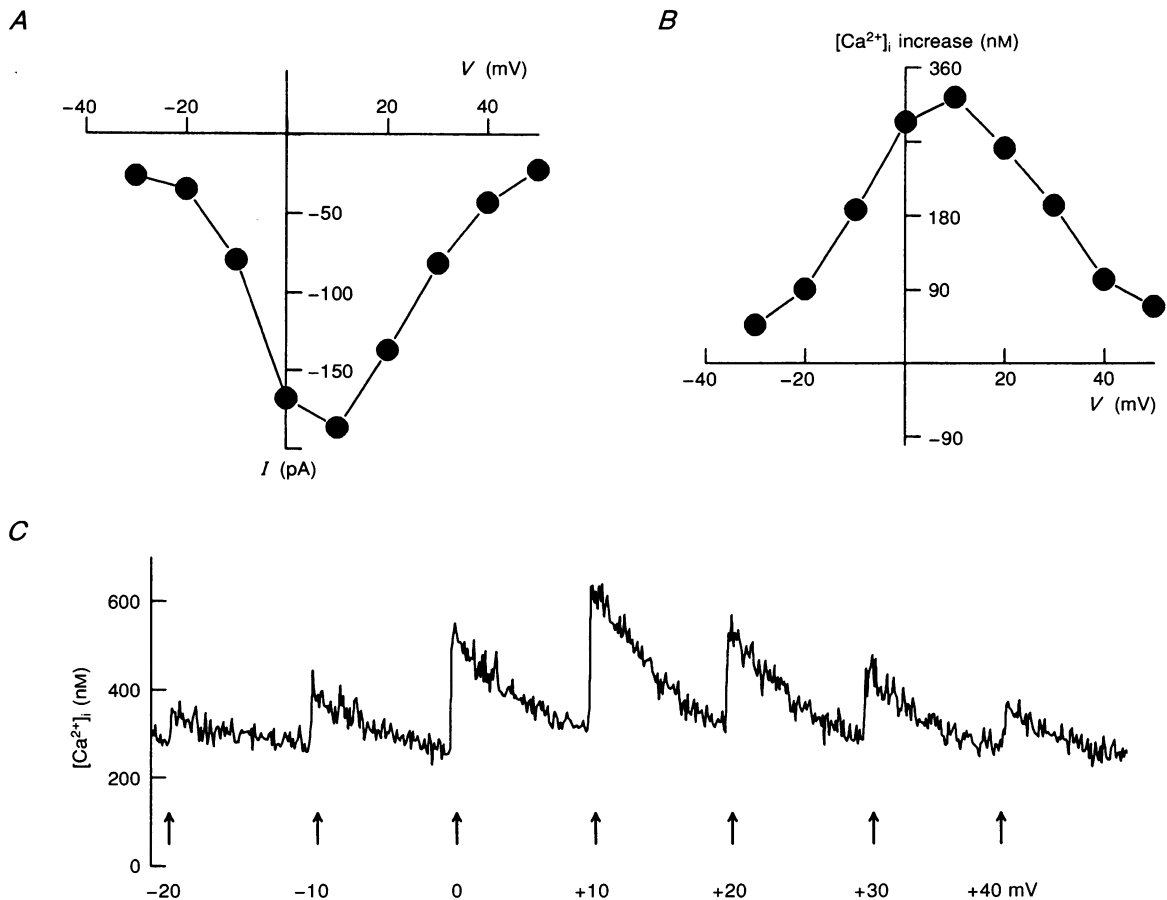 A
V (mV)
−40 −20 20 40
−50
−100
−150
I (pA)
B
[Ca²⁺]ᵢ increase (nM)
360
180
90
−40 −20 20 40
V (mV)
−90
C
[Ca²⁺]ᵢ (nM)
600
400
200
0
−20 −10 0 +10 +20 +30 +40 mV